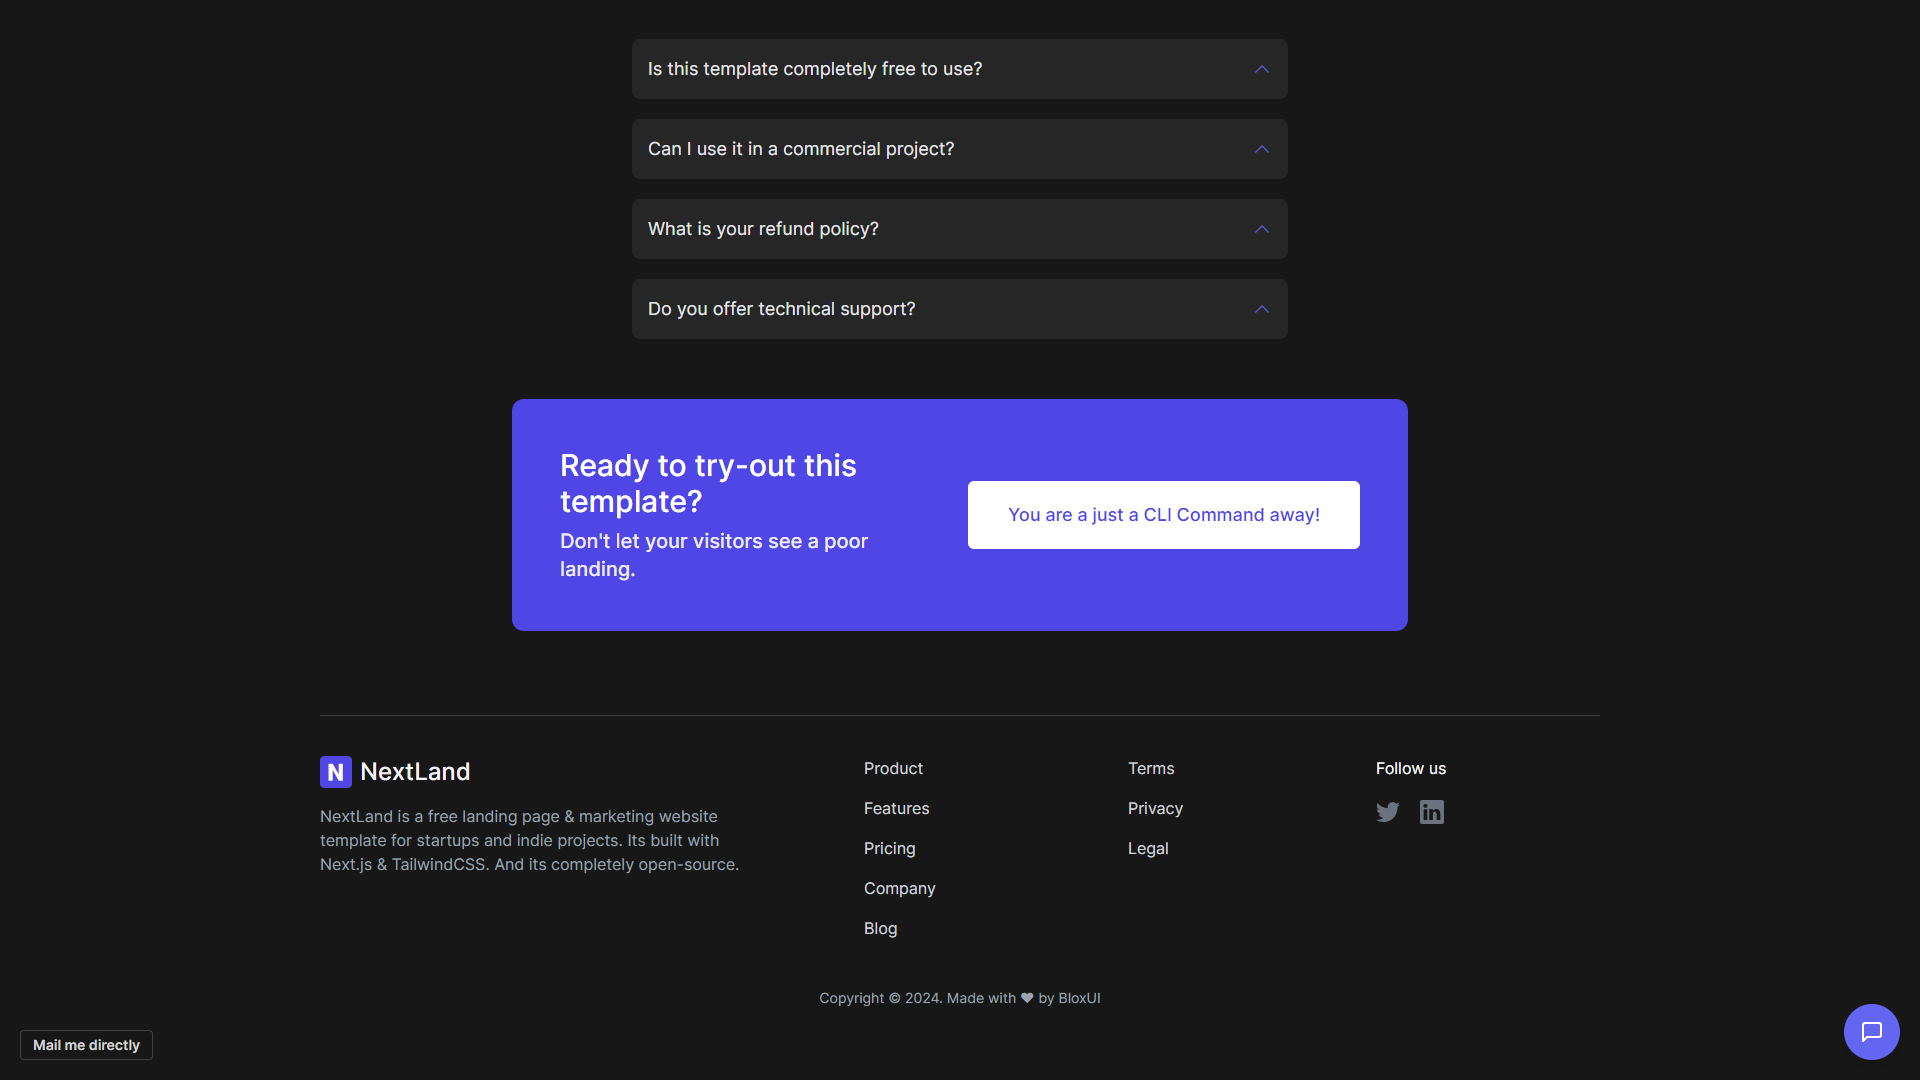 Is this template completely free to use?
Can I use it in a commercial project?
What is your refund policy?
Do you offer technical support?
Ready to try-out this
template?
Don't let your visitors see a poor
landing.
You are a just a CLI Command away!
N NextLand
NextLand is a free landing page & marketing website
template for startups and indie projects. Its built with
Next.js & TailwindCSS. And its completely open-source.
Product
Features
Pricing
Company
Blog
Terms
Privacy
Legal
Follow us
Copyright © 2024. Made with ♥ by BloxUI
Mail me directly